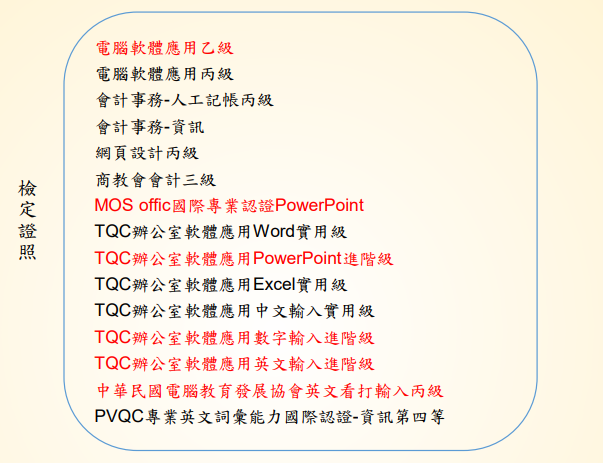 檢定證照
電腦軟體應用乙級
電腦軟體應用丙級
會計事務-人工記帳丙級
會計事務-資訊
網頁設計丙級
商教會會計三級
MOS offic國際專業認證PowerPoint
TQC辦公室軟體應用Word實用級
TQC辦公室軟體應用PowerPoint進階級
TQC辦公室軟體應用Excel實用級
TQC辦公室軟體應用中文輸入實用級
TQC辦公室軟體應用數字輸入進階級
TQC辦公室軟體應用英文輸入進階級
中華民國電腦教育發展協會英文看打輸入丙級
PVQC專業英文詞彙能力國際認證-資訊第四等